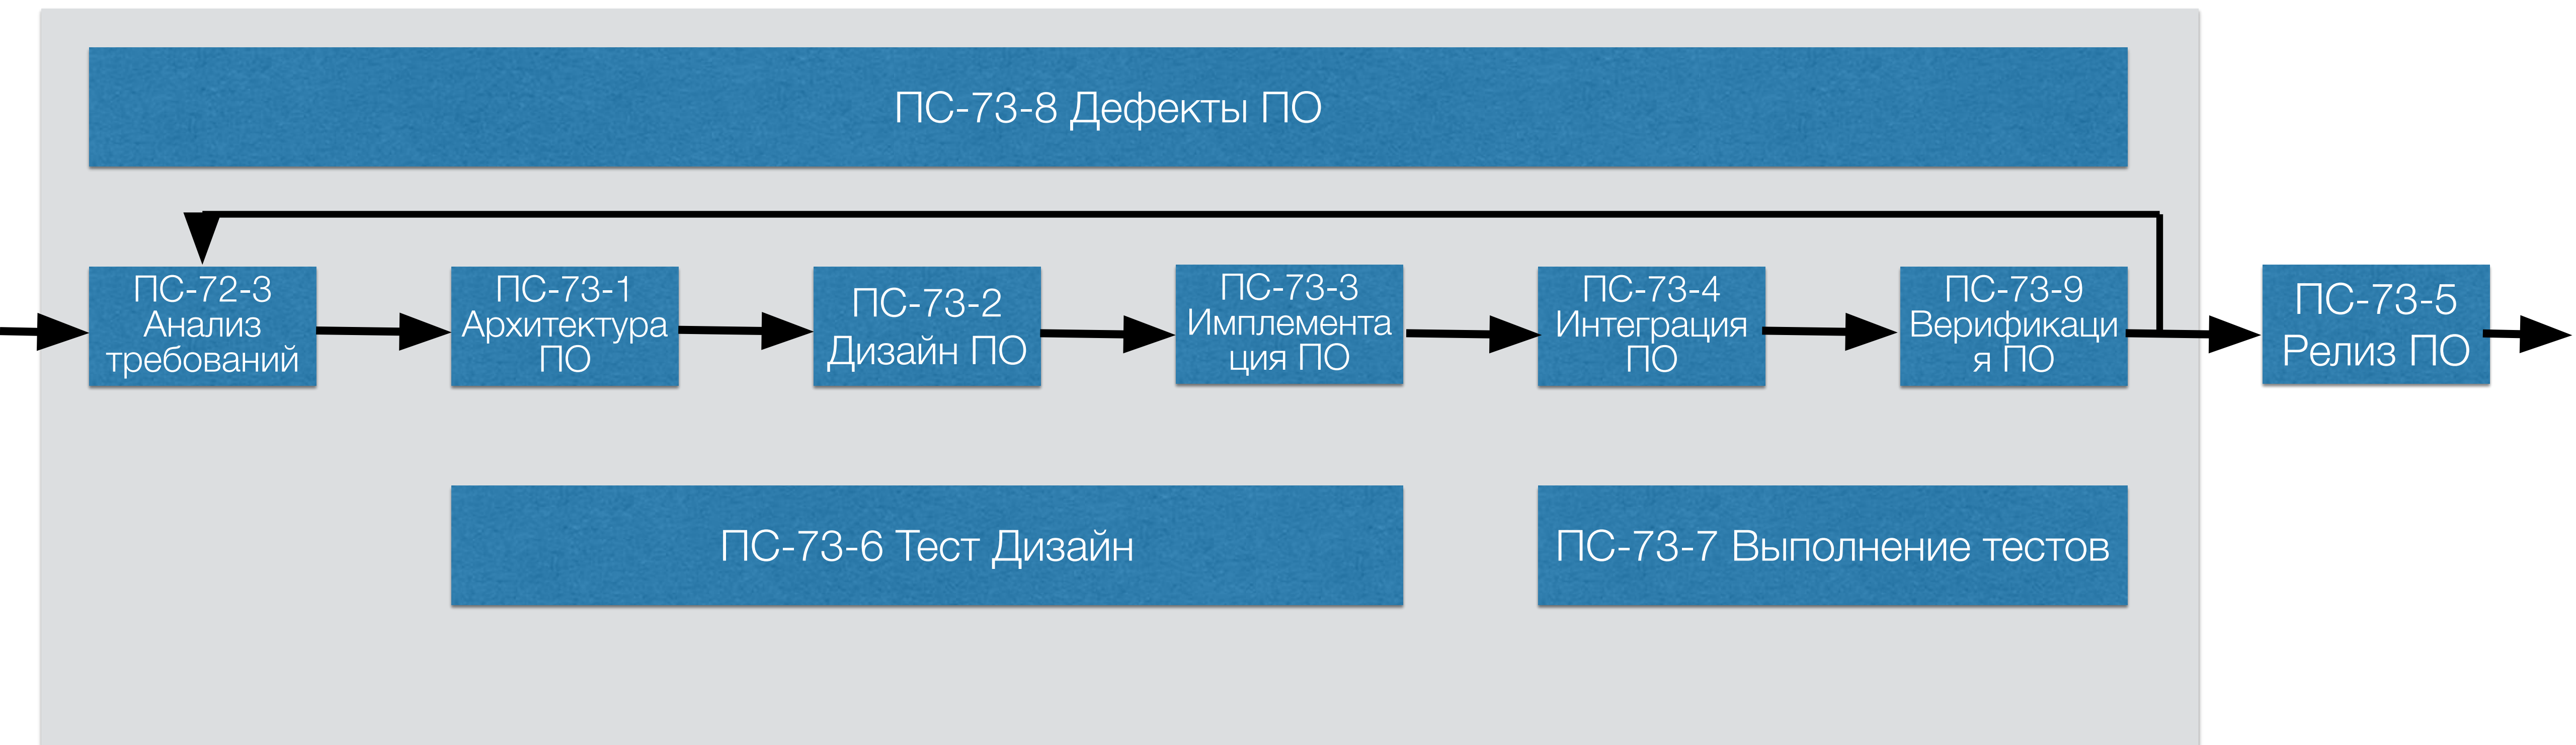 ПС-73-8 Дефекты ПО
ПС-72-3
Анализ
требований
ПС-73-1
Архитектура
ПО
ПС-73-2
Дизайн ПО
ПС-73-3
Имплемента
ция ПО
ПС-73-4
Интеграция
ПО
ПС-73-9
Верификаци
я ПО
ПС-73-5
Релиз ПО
ПС-73-6 Тест Дизайн
ПС-73-7 Выполнение тестов